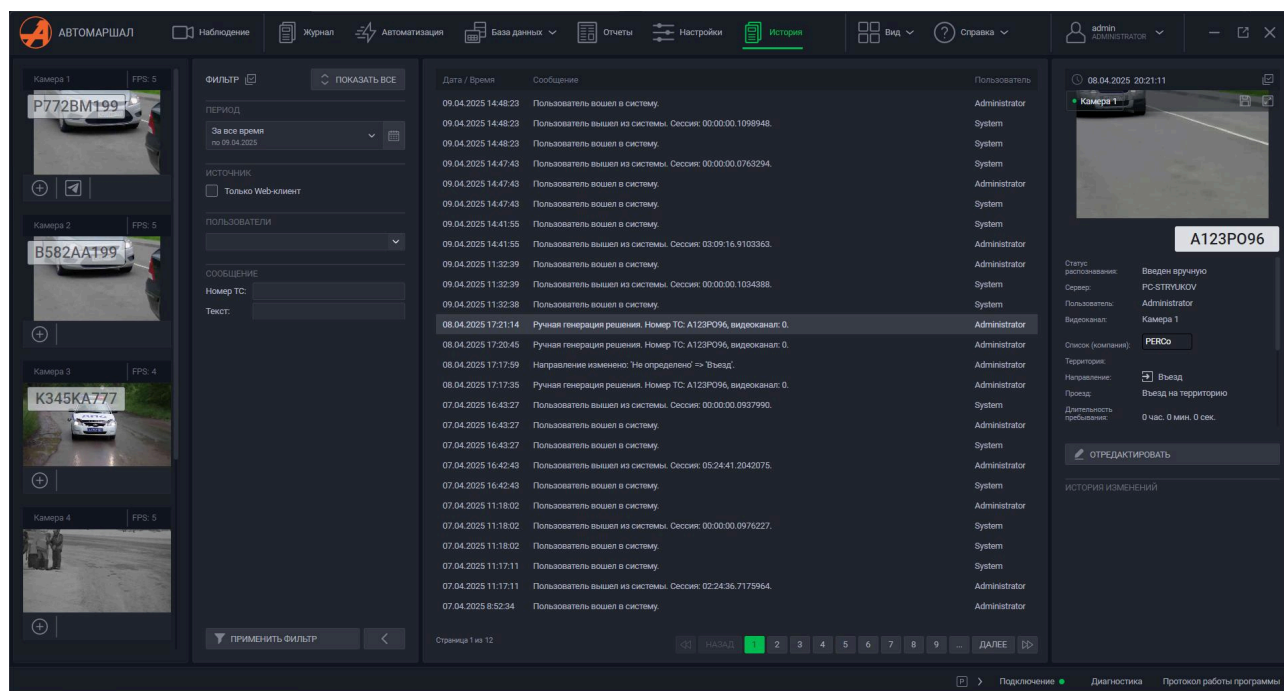 АВТОМАРШАЛ
Наблюдение
Журнал
Автоматизация
База данных
Отчеты
Настройки
История
Вид
Справка
admin
ADMINISTRATOR
Камера 1 FPS: 5
P772BM199
Камера 2 FPS: 5
B582AA199
Камера 3 FPS: 4
K345KA777
Камера 4 FPS: 5
ФИЛЬТР
ПОКАЗАТЬ ВСЕ
ПЕРИОД
За все время
по 09.04.2025
ИСТОЧНИК
Только Web-клиент
ПОЛЬЗОВАТЕЛИ
СООБЩЕНИЕ
Номер ТС:
Текст:
ПРИМЕНИТЬ ФИЛЬТР
Дата / Время Сообщение Пользователь
09.04.2025 14:48:23 Пользователь вошел в систему. Administrator
09.04.2025 14:48:23 Пользователь вышел из системы. Сессия: 00:00:00.1098948. System
09.04.2025 14:48:23 Пользователь вошел в систему. System
09.04.2025 14:47:43 Пользователь вышел из системы. Сессия: 00:00:00.0763294. System
09.04.2025 14:47:43 Пользователь вошел в систему. Administrator
09.04.2025 14:47:43 Пользователь вошел в систему. System
09.04.2025 14:41:55 Пользователь вошел в систему. System
09.04.2025 14:41:55 Пользователь вышел из системы. Сессия: 03:09:16.9103363. Administrator
09.04.2025 11:32:39 Пользователь вошел в систему. Administrator
09.04.2025 11:32:39 Пользователь вышел из системы. Сессия: 00:00:00.1034388. System
09.04.2025 11:32:38 Пользователь вошел в систему. System
08.04.2025 17:21:14 Ручная генерация решения. Номер ТС: A123PO96, видеоканал: 0. Administrator
08.04.2025 17:20:45 Ручная генерация решения. Номер ТС: A123PO96, видеоканал: 0. Administrator
08.04.2025 17:17:59 Направление изменено: 'Не определено' => 'Въезд'. Administrator
08.04.2025 17:17:35 Ручная генерация решения. Номер ТС: A123PO96, видеоканал: 0. Administrator
07.04.2025 16:43:27 Пользователь вышел из системы. Сессия: 00:00:00.0937990. System
07.04.2025 16:43:27 Пользователь вошел в систему. Administrator
07.04.2025 16:43:27 Пользователь вошел в систему. System
07.04.2025 16:42:43 Пользователь вышел из системы. Сессия: 05:24:41.2042075. Administrator
07.04.2025 16:42:43 Пользователь вошел в систему. System
07.04.2025 11:18:02 Пользователь вошел в систему. Administrator
07.04.2025 11:18:02 Пользователь вышел из системы. Сессия: 00:00:00.0976227. System
07.04.2025 11:18:02 Пользователь вошел в систему. System
07.04.2025 11:17:11 Пользователь вошел в систему. System
07.04.2025 11:17:11 Пользователь вышел из системы. Сессия: 02:24:36.7175964. Administrator
07.04.2025 8:52:34 Пользователь вошел в систему. Administrator
Страница 1 из 12
НАЗАД 1 2 3 4 5 6 7 8 9 ... ДАЛЕЕ
08.04.2025 20:21:11
Камера 1
A123PO96
Статус распознавания: Введен вручную
Сервер: PC-STRYUKOV
Пользователь: Administrator
Видеоканал: Камера 1
Список (компания): PERCo
Территория:
Направление: Въезд
Проезд: Въезд на территорию
Длительность пребывания: 0 час. 0 мин. 0 сек.
ОТРЕДАКТИРОВАТЬ
ИСТОРИЯ ИЗМЕНЕНИЙ
P
Подключение
Диагностика
Протокол работы программы